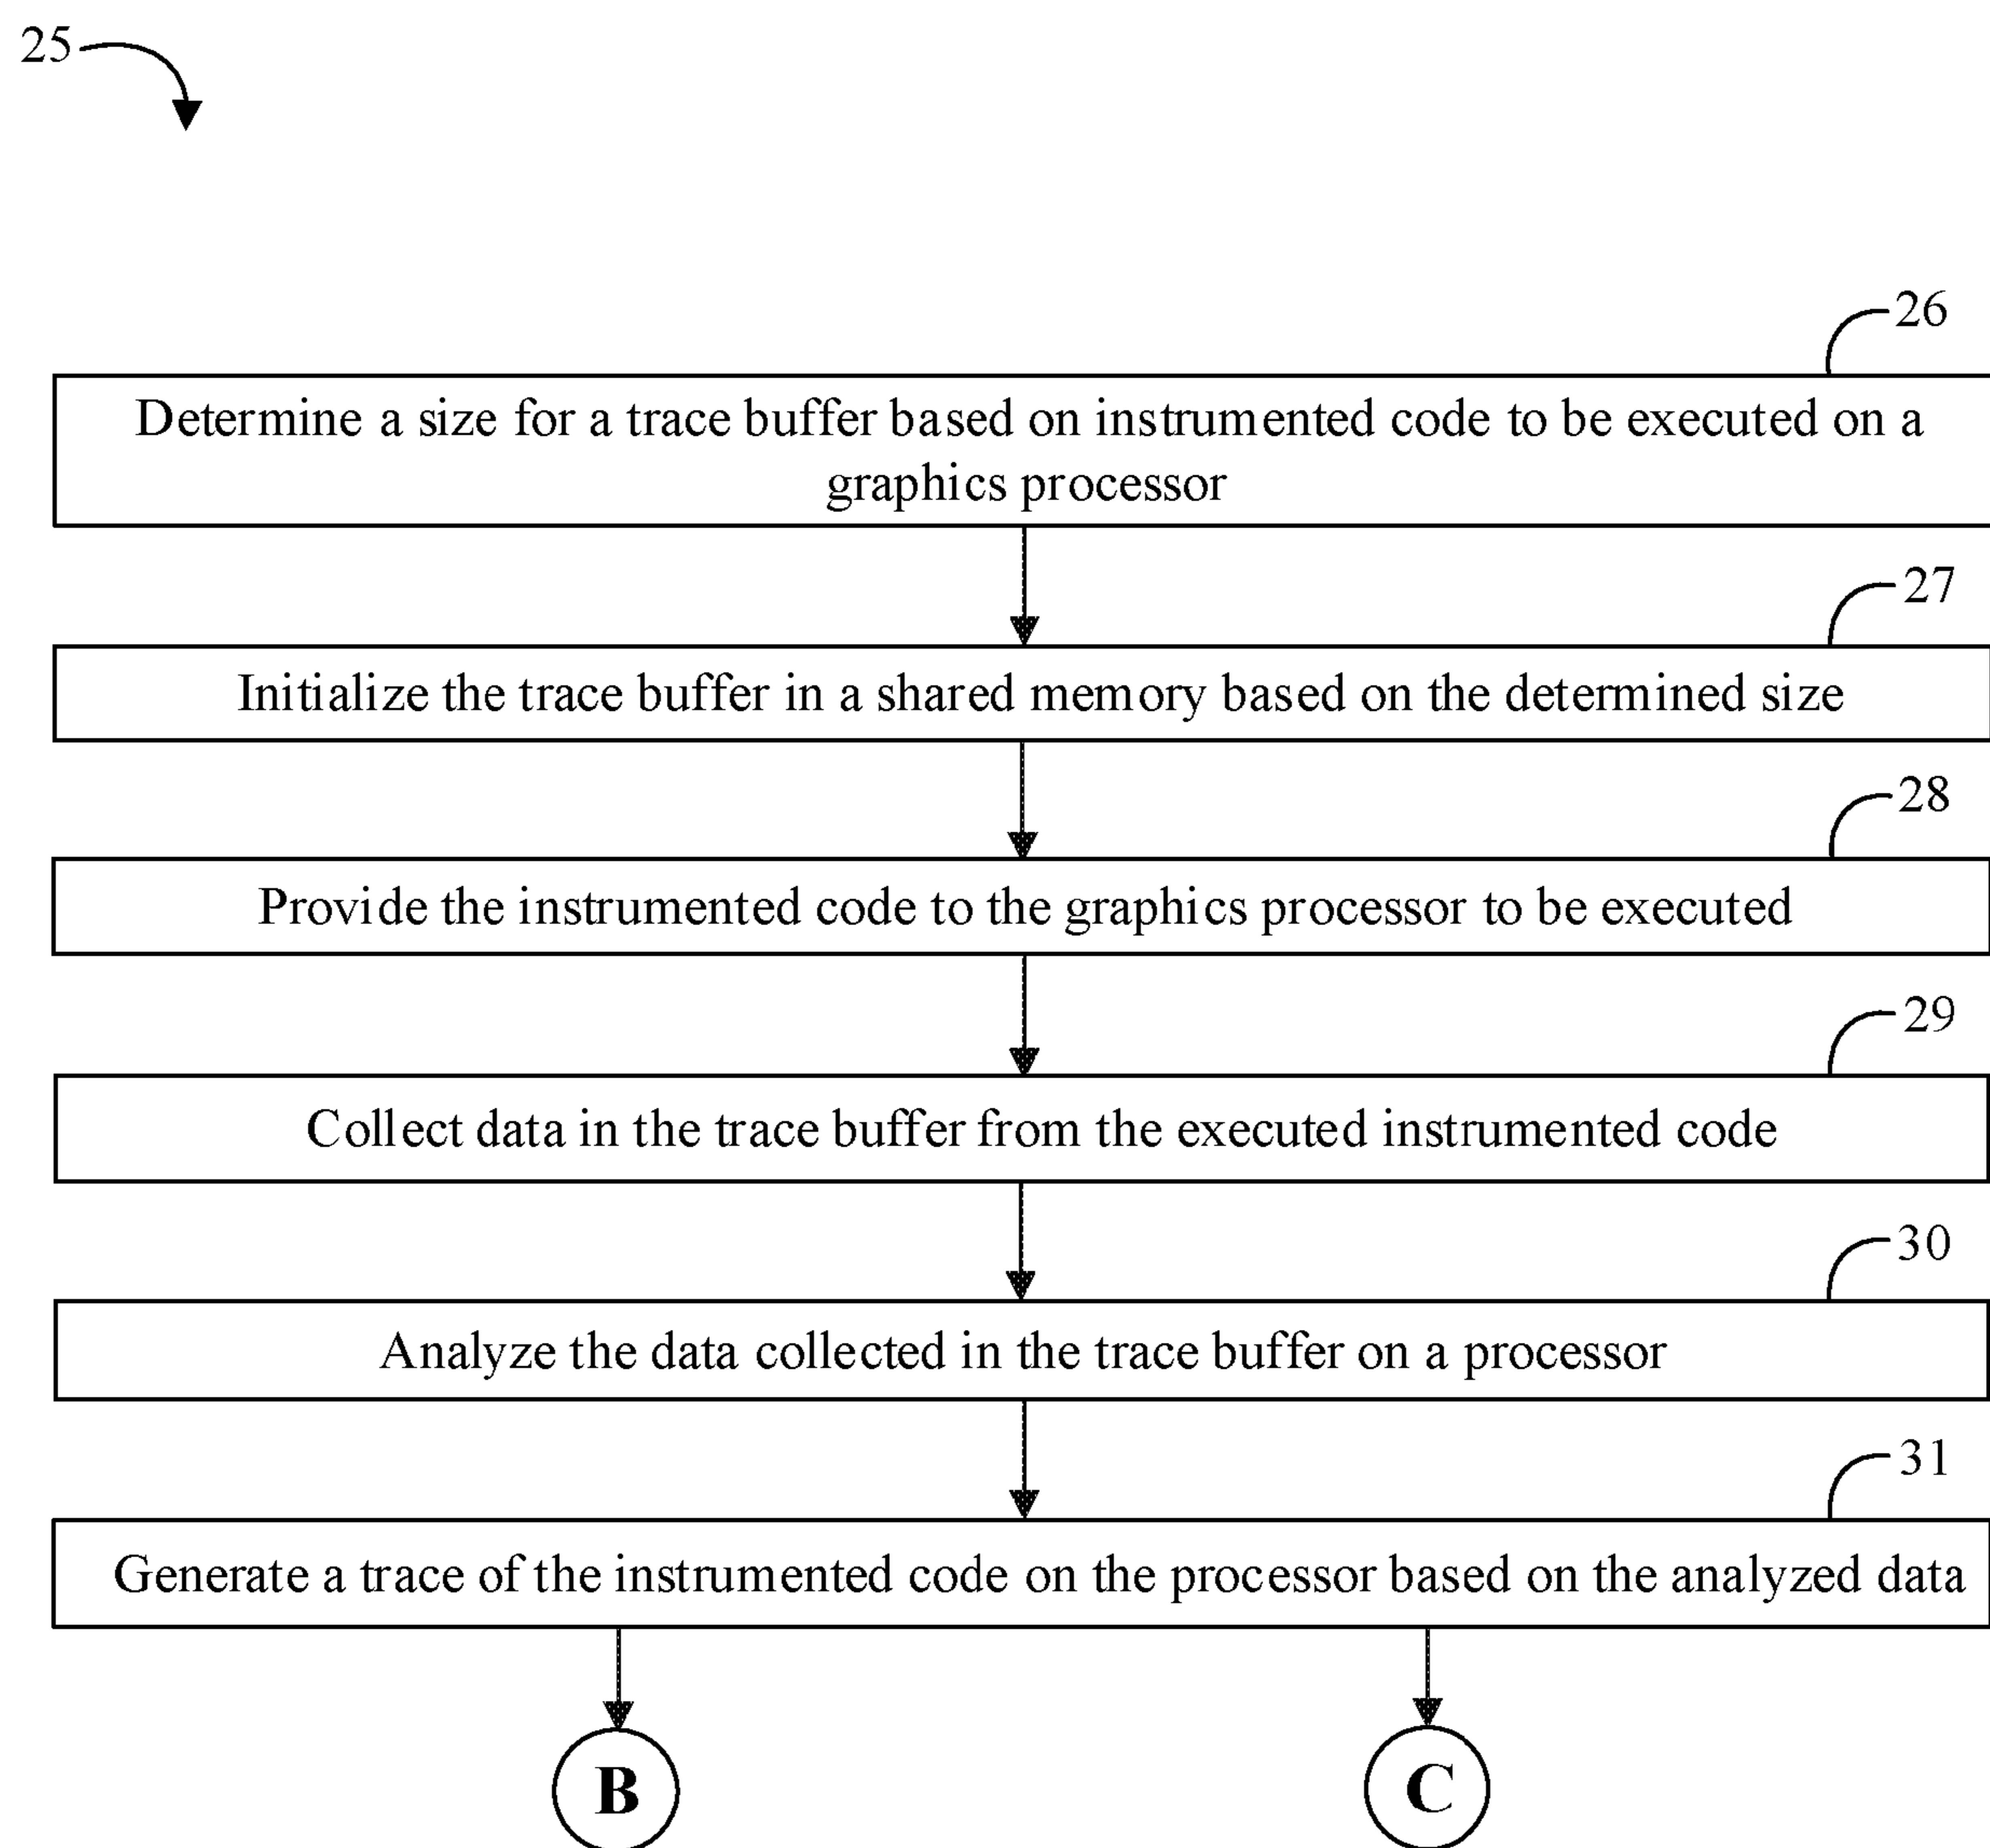 25
26
Determine a size for a trace buffer based on instrumented code to be executed on a
graphics processor
27
Initialize the trace buffer in a shared memory based on the determined size
28
Provide the instrumented code to the graphics processor to be executed
29
Collect data in the trace buffer from the executed instrumented code
30
Analyze the data collected in the trace buffer on a processor
31
Generate a trace of the instrumented code on the processor based on the analyzed data
B
C